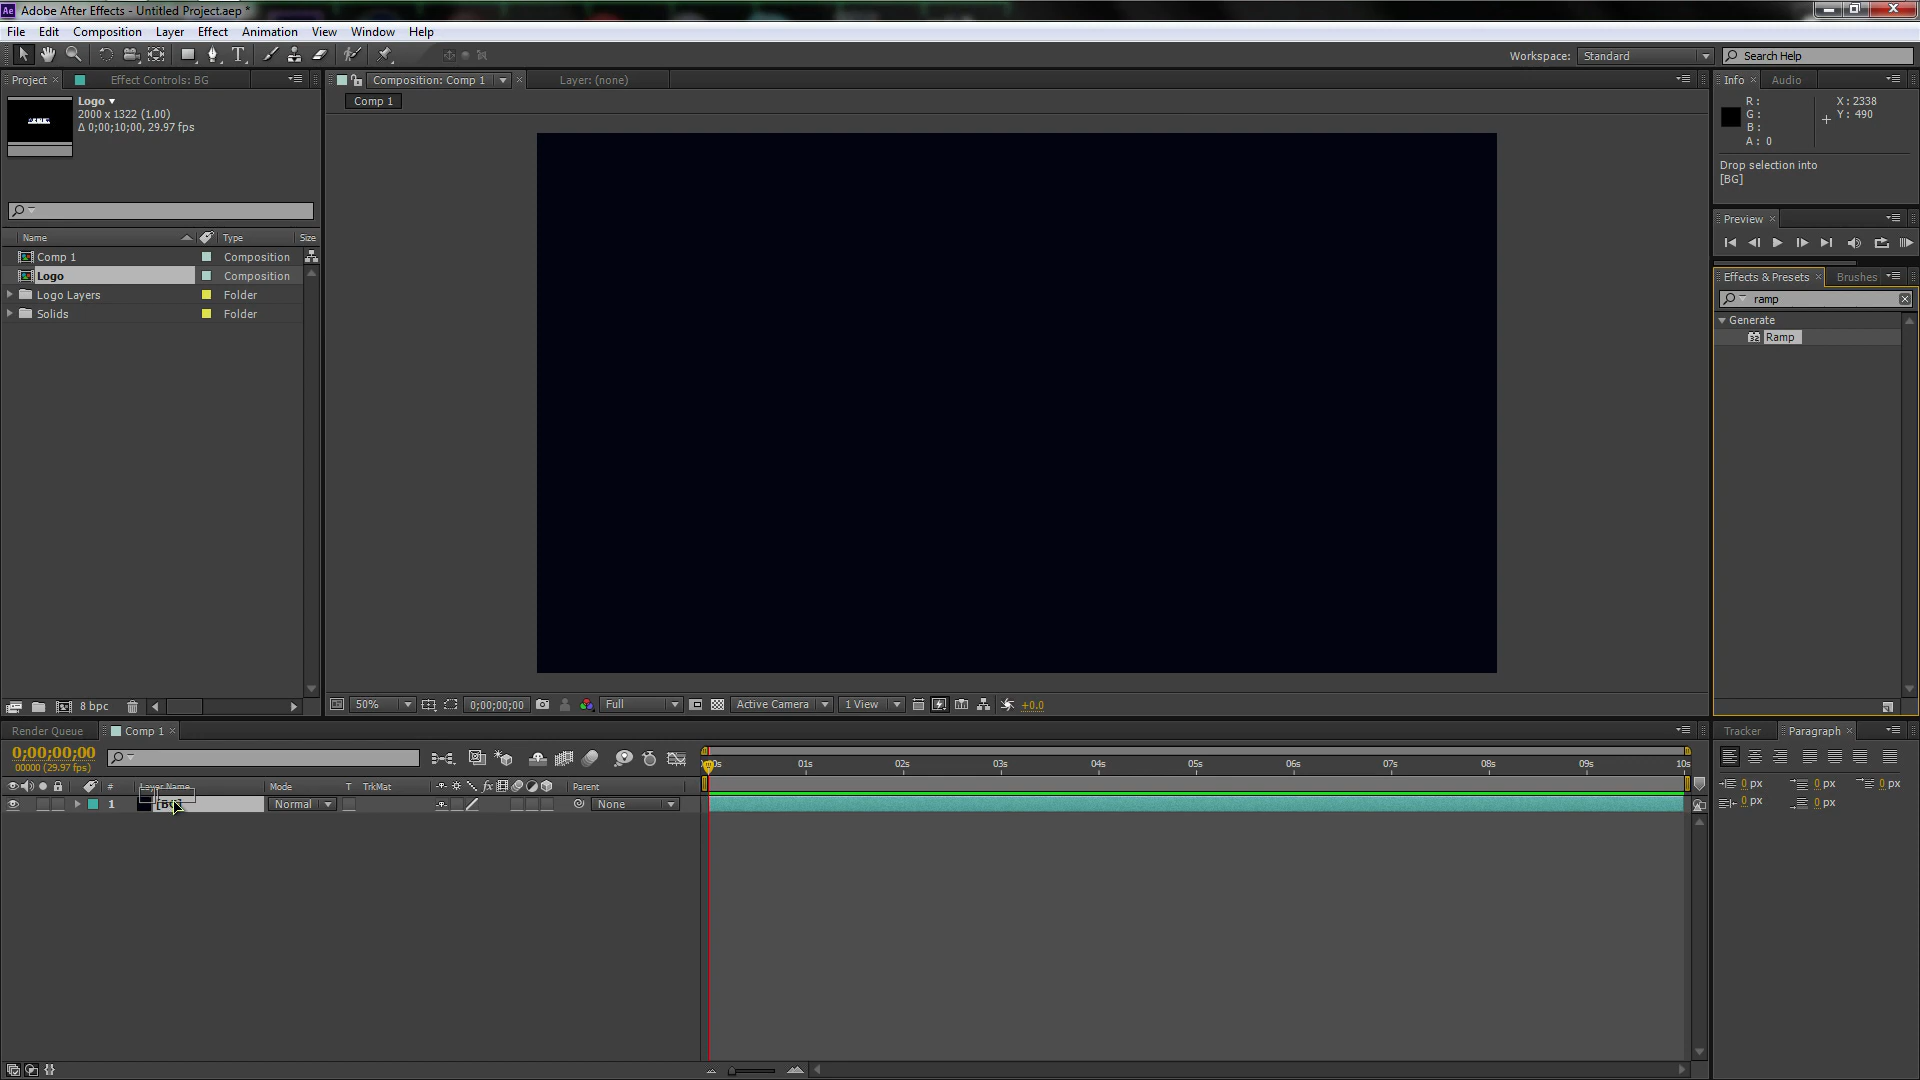 Ae Adobe After Effects - Untitled Project.aep *
File Edit Composition Layer Effect Animation View Window Help
Workspace: Standard Search Help
Project Effect Controls: BG
Composition: Comp 1 Layer: (none)
Info Audio
Logo
2000 x 1322 (1.00)
Δ 0;00;10;00, 29.97 fps
Comp 1
R :
G :
B :
A : 0
X : 2338
Y : 490
Drop selection into
[BG]
Preview
Name Type Size
Comp 1 Composition
Logo Composition
Logo Layers Folder
Solids Folder
Effects & Presets Brushes
ramp
Generate
32 Ramp
8 bpc
50% 0;00;00;00 Full Active Camera 1 View +0.0
Render Queue Comp 1
Tracker Paragraph
0;00;00;00
00000 (29.97 fps)
0s 01s 02s 03s 04s 05s 06s 07s 08s 09s 10s
# Layer Name Mode T TrkMat fx Parent
1 Normal None
0 px 0 px 0 px
0 px 0 px